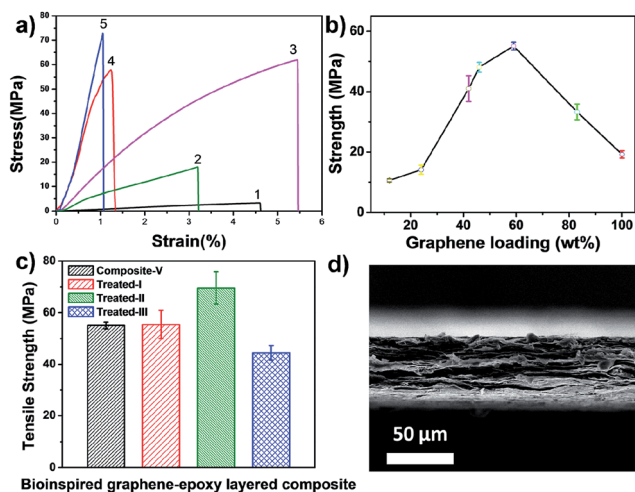 a)
80
70
60
50
40
30
20
10
0
Stress(MPa)
5
4
3
2
1
0
1
2
3
4
5
6
Strain(%)
b)
60
40
20
0
Strength (MPa)
20
40
60
80
100
Graphene loading (wt%)
c)
80
60
40
20
0
Tensile Strength (MPa)
Composite-V
Treated-I
Treated-II
Treated-III
Bioinspired graphene-epoxy layered composite
d)
50 μm